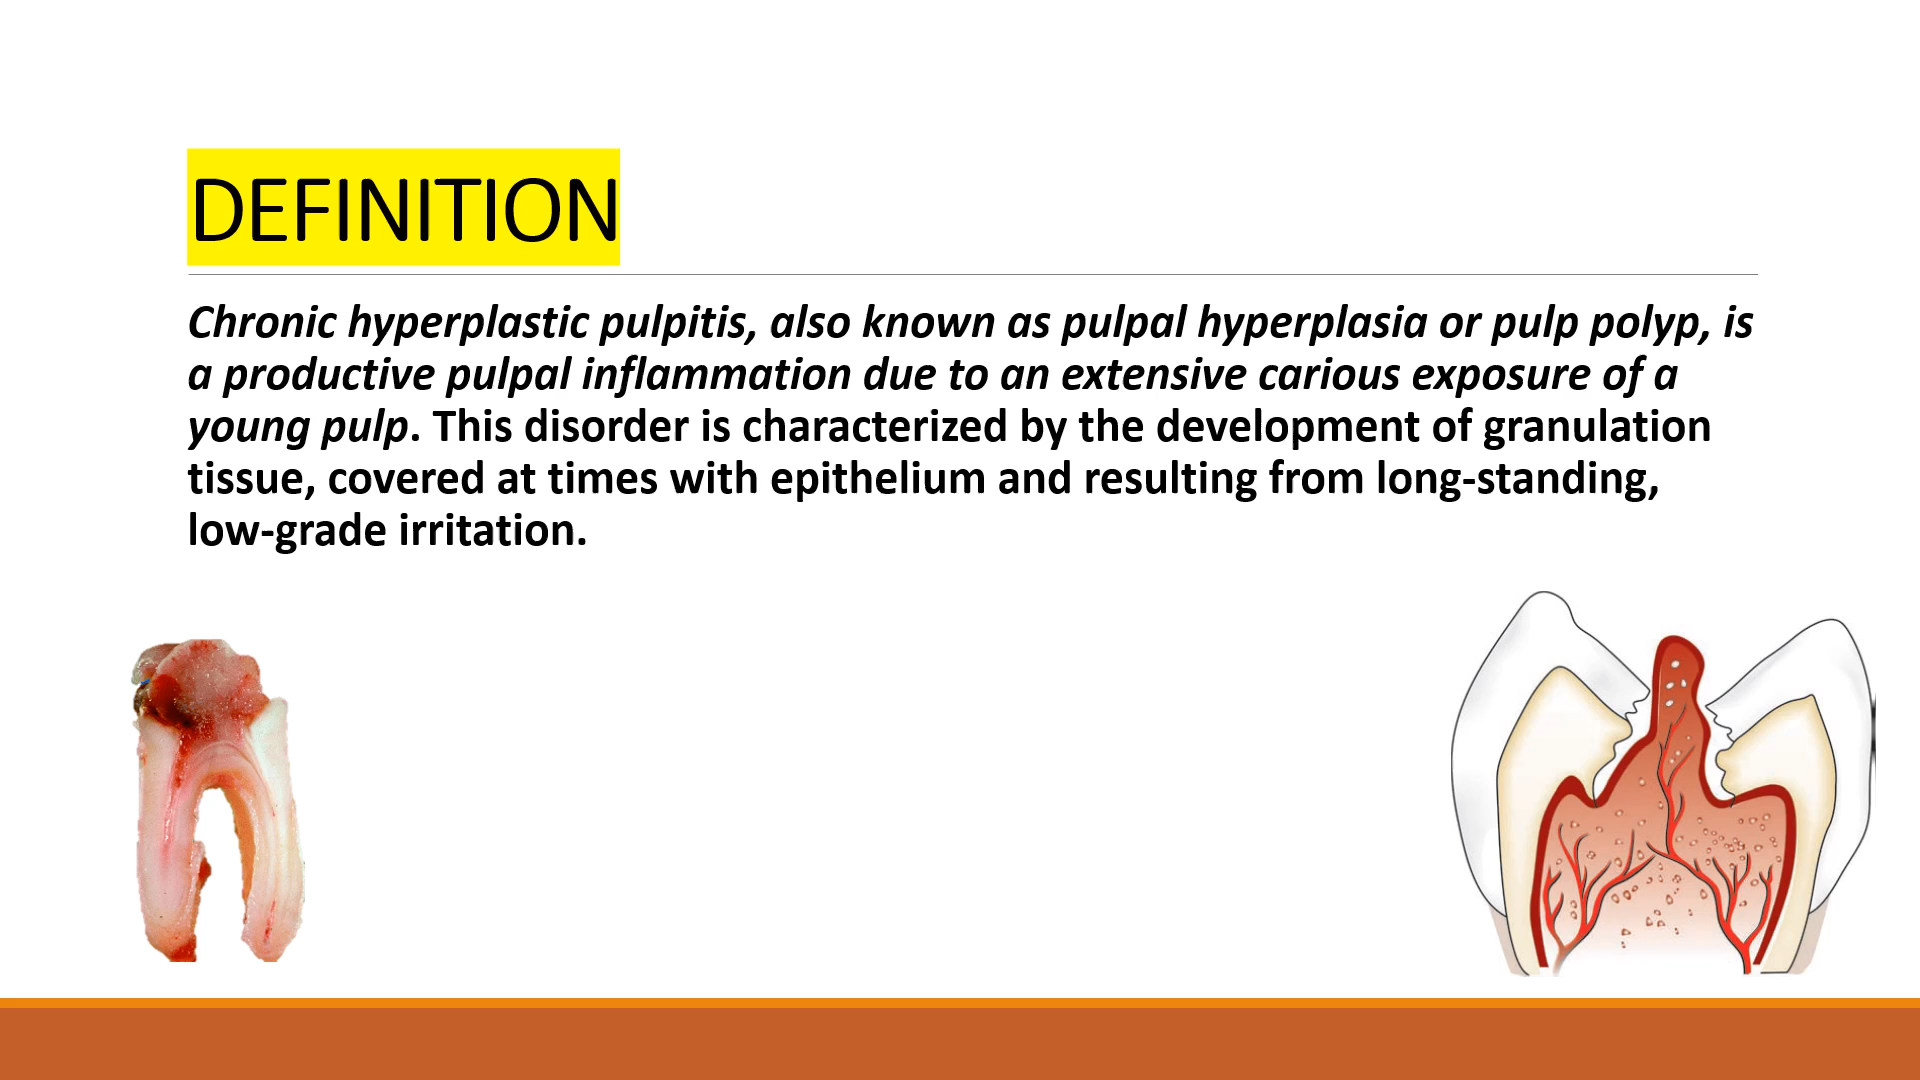 DEFINITION
Chronic hyperplastic pulpitis, also known as pulpal hyperplasia or pulp polyp, is
a productive pulpal inflammation due to an extensive carious exposure of a
young pulp. This disorder is characterized by the development of granulation
tissue, covered at times with epithelium and resulting from long-standing,
low-grade irritation.